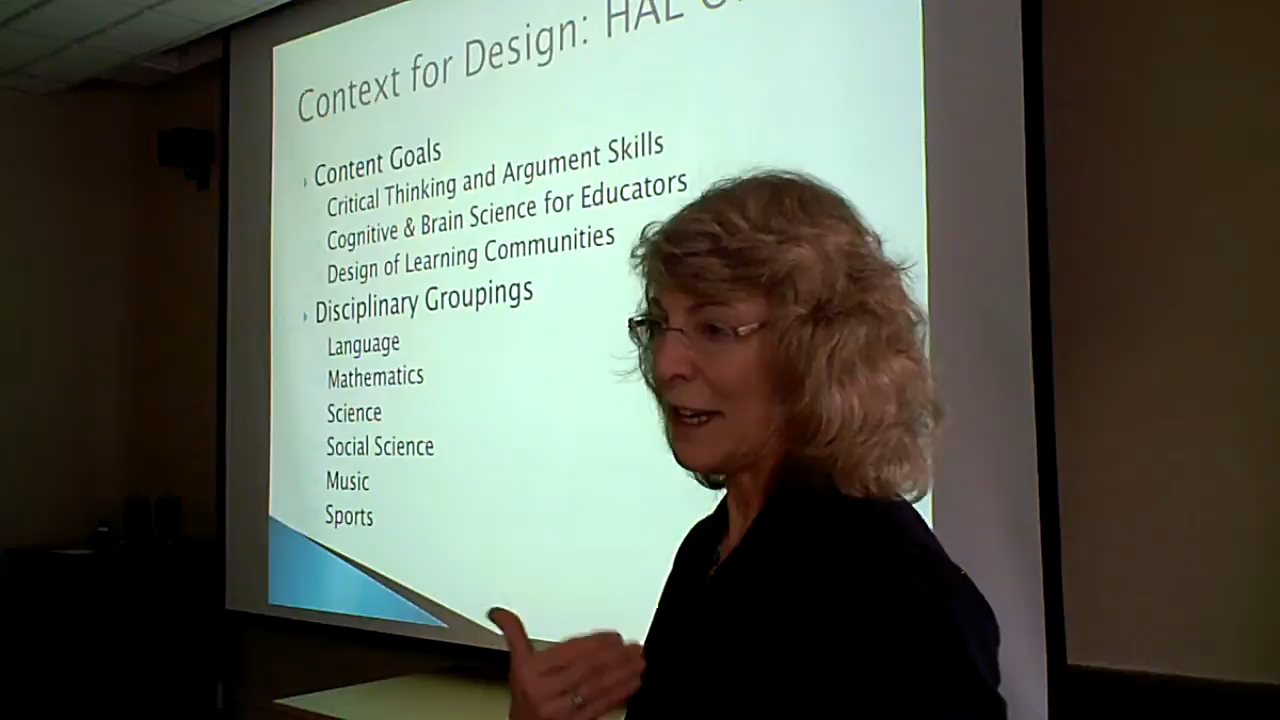 Context for Design: HAL
Content Goals
Critical Thinking and Argument Skills
Cognitive & Brain Science for Educators
Design of Learning Communities
Disciplinary Groupings
Language
Mathematics
Science
Social Science
Music
Sports